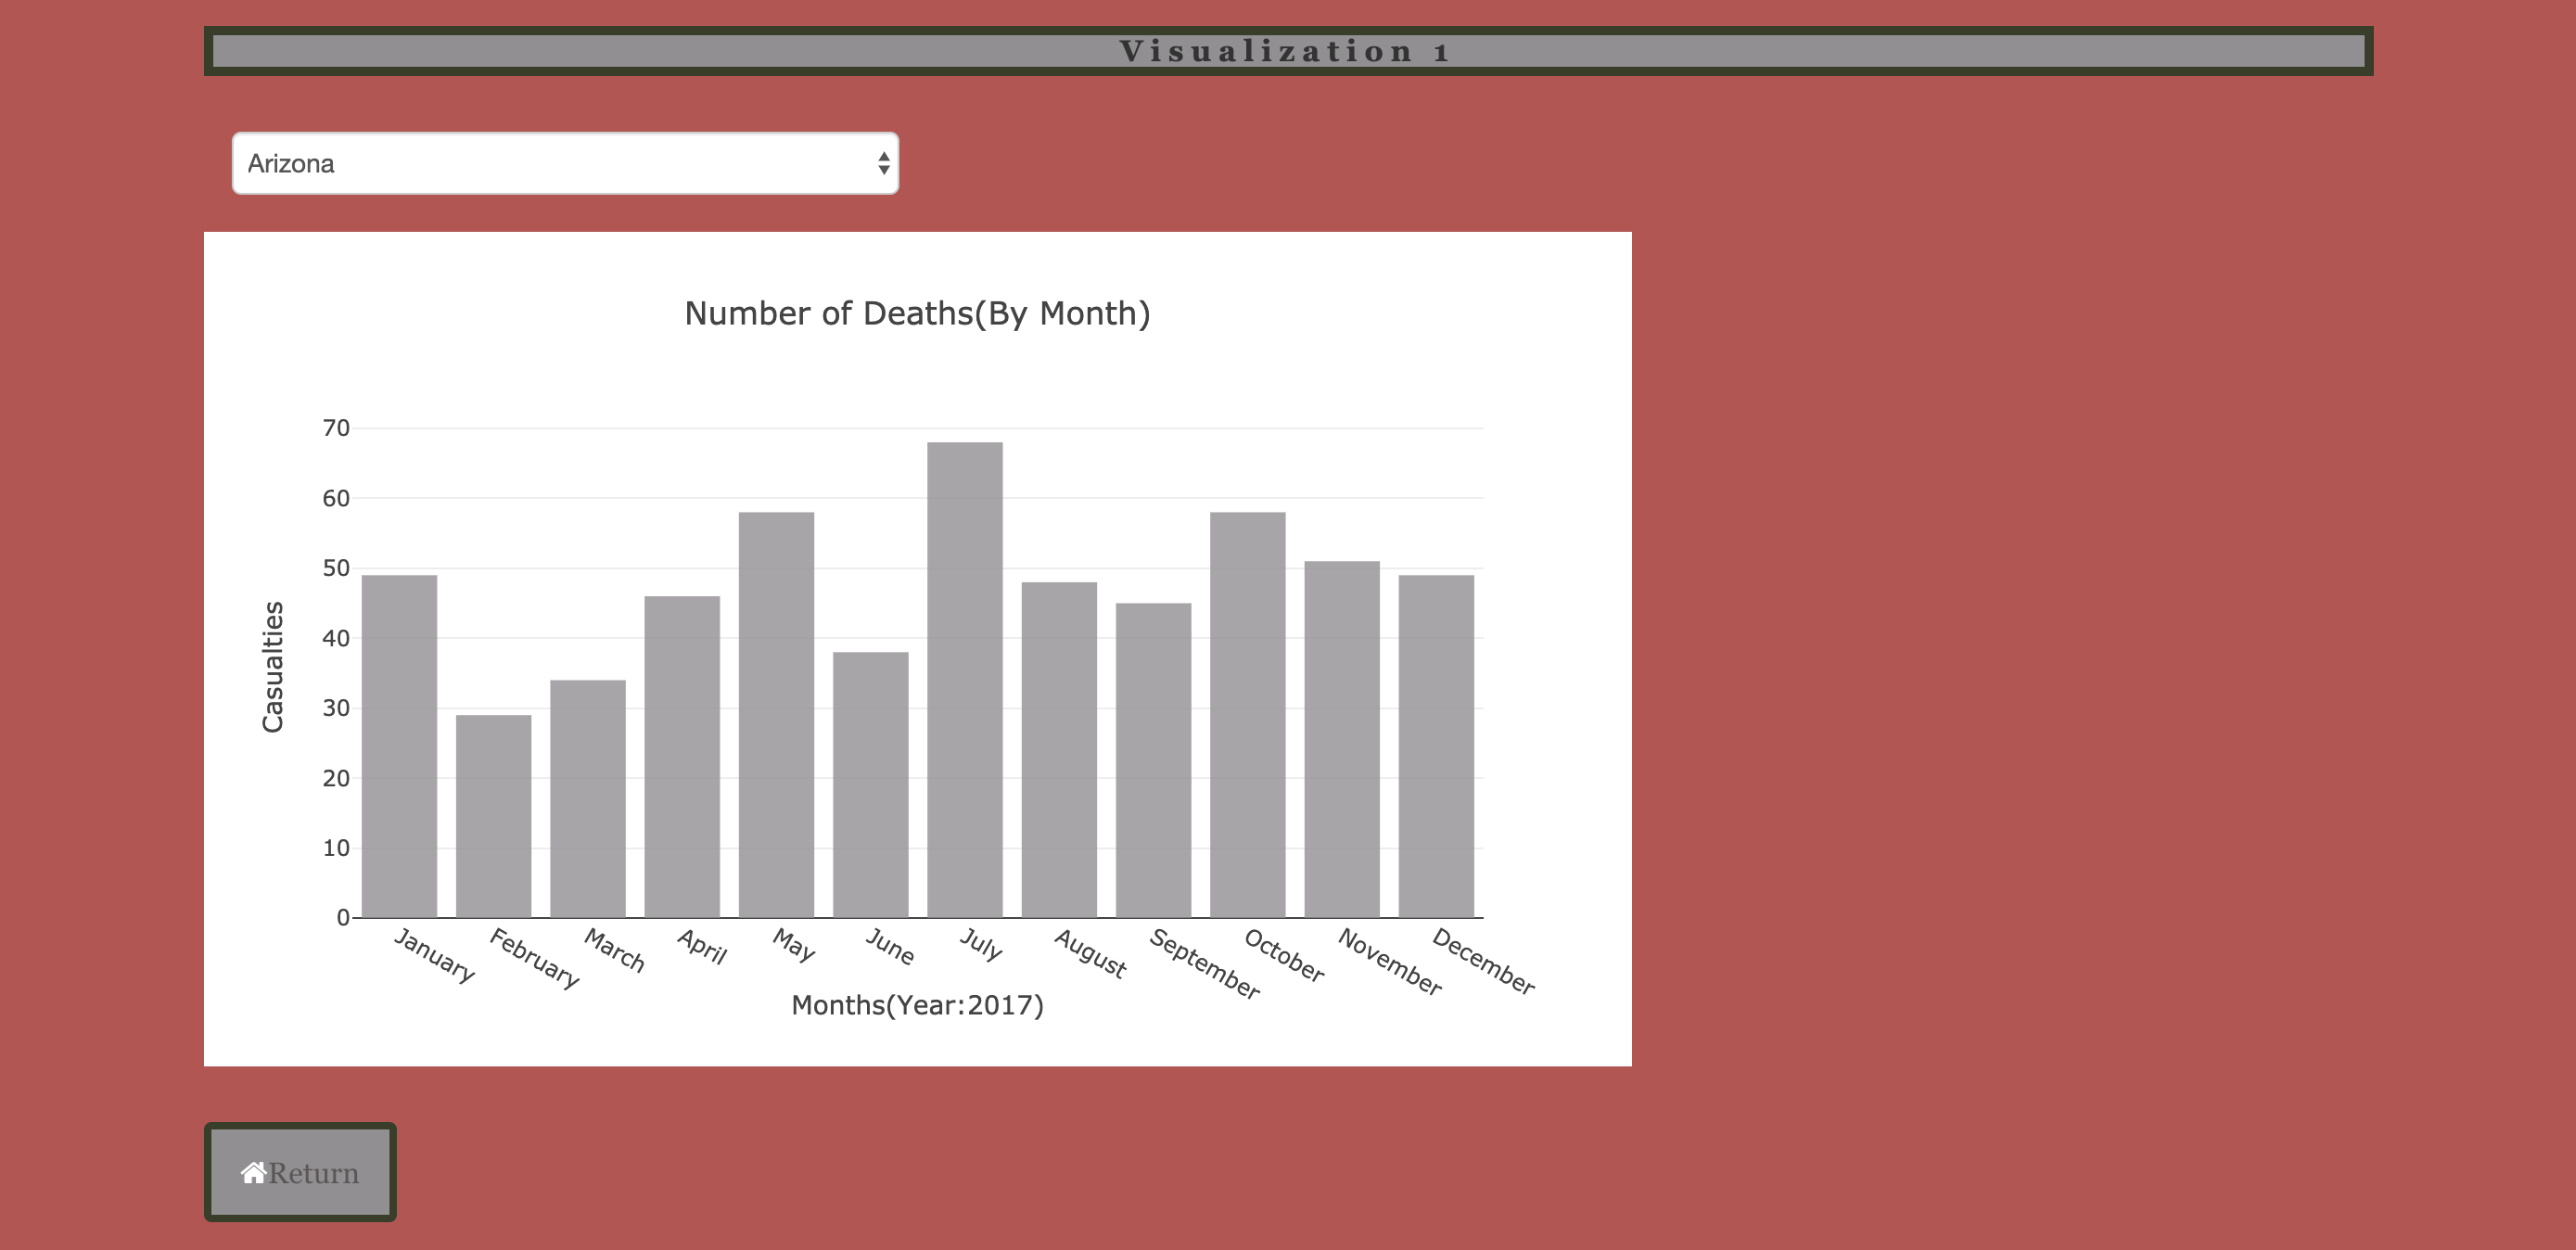 Visualization 1
Arizona
Number of Deaths(By Month)
70
60
50
40
30
20
10
0
Casualties
January February March April May June July August September October November December
Months(Year:2017)
Return